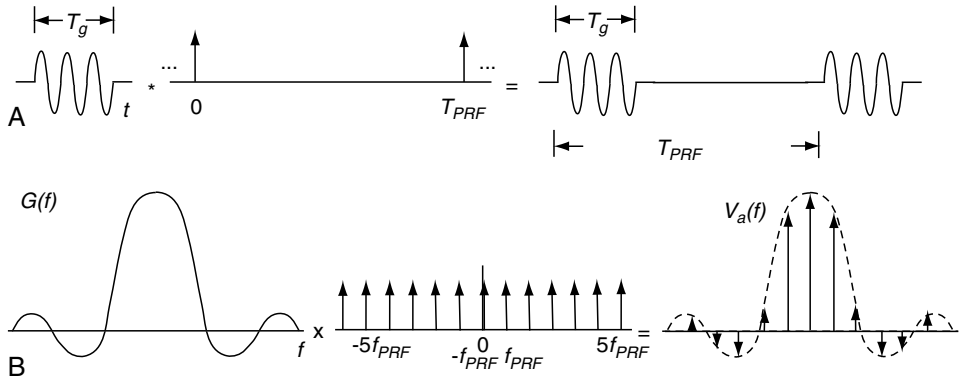 T_g T_g
... ... 
A t * 0 T_PRF =
T_PRF
G(f) V_a(f)
f x -5f_PRF -f_PRF 0 f_PRF 5f_PRF =
B